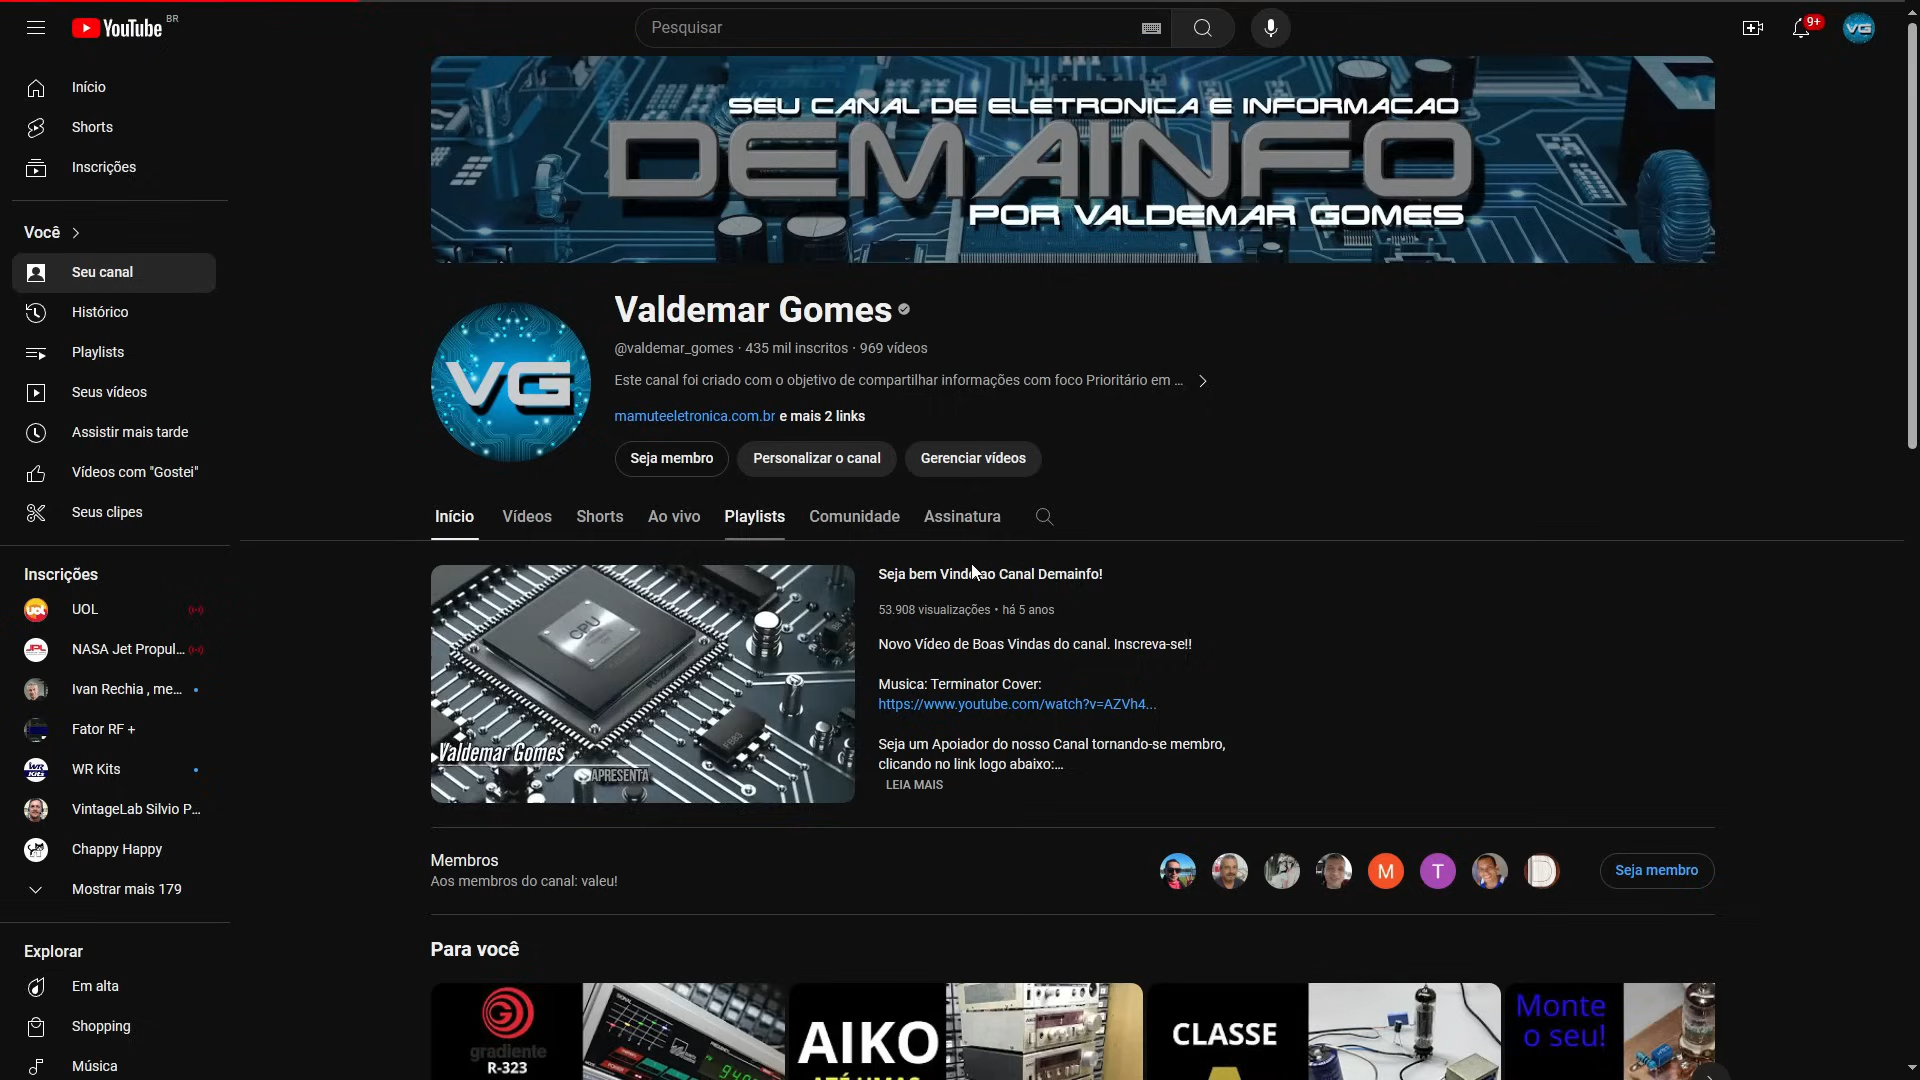 YouTube BR
Pesquisar
9+
VG
Início
Shorts
Inscrições
Você
Seu canal
Histórico
Playlists
Seus vídeos
Assistir mais tarde
Vídeos com "Gostei"
Seus clipes
Inscrições
UOL
NASA Jet Propul...
Ivan Rechia , me...
Fator RF +
WR Kits
VintageLab Silvio P...
Chappy Happy
Mostrar mais 179
Explorar
Em alta
Shopping
Música
SEU CANAL DE ELETRONICA E INFORMACAO
DEMAINFO
POR VALDEMAR GOMES
VG
Valdemar Gomes
@valdemar_gomes · 435 mil inscritos · 969 vídeos
Este canal foi criado com o objetivo de compartilhar informações com foco Prioritário em ...
mamuteeletronica.com.br e mais 2 links
Seja membro
Personalizar o canal
Gerenciar vídeos
Início
Vídeos
Shorts
Ao vivo
Playlists
Comunidade
Assinatura
CPU
Valdemar Gomes
APRESENTA
Seja bem Vindo ao Canal Demainfo!
53.908 visualizações • há 5 anos
Novo Vídeo de Boas Vindas do canal. Inscreva-se!!
Musica: Terminator Cover:
https://www.youtube.com/watch?v=AZVh4...
Seja um Apoiador do nosso Canal tornando-se membro,
clicando no link logo abaixo:...
LEIA MAIS
Membros
Aos membros do canal: valeu!
M
T
Seja membro
Para você
gradiente
R-323
AIKO
ATÉ UMAS
CLASSE
A
Monte
o seu!